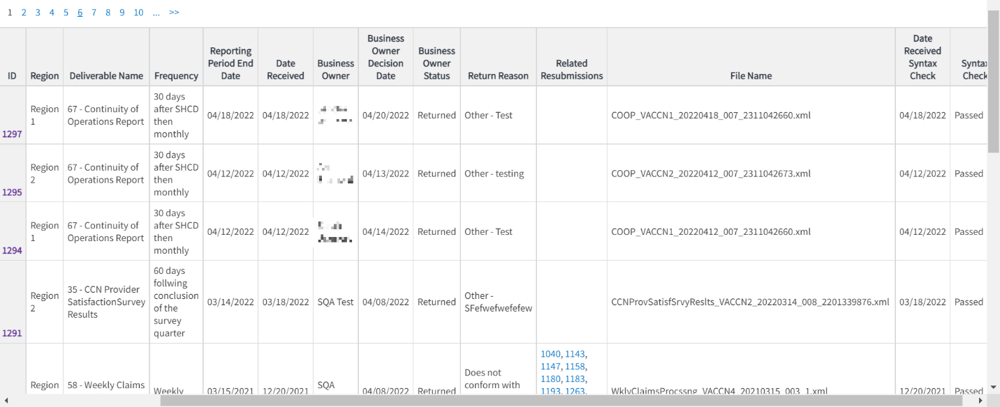 1 2 3 4 5 6 7 8 9 10 ... >>
ID Region Deliverable Name Frequency Reporting Period End Date Date Received Business Owner Business Owner Decision Date Business Owner Status Return Reason Related Resubmissions File Name Date Received Syntax Check Syntax Check
1297 Region 1 67 - Continuity of Operations Report 30 days after SHCD then monthly 04/18/2022 04/18/2022 04/20/2022 Returned Other - Test COOP_VACCN1_20220418_007_2311042660.xml 04/18/2022 Passed
1295 Region 2 67 - Continuity of Operations Report 30 days after SHCD then monthly 04/12/2022 04/12/2022 04/13/2022 Returned Other - testing COOP_VACCN2_20220412_007_2311042673.xml 04/12/2022 Passed
1294 Region 1 67 - Continuity of Operations Report 30 days after SHCD then monthly 04/12/2022 04/12/2022 04/14/2022 Returned Other - Test COOP_VACCN1_20220412_007_2311042660.xml 04/12/2022 Passed
1291 Region 2 35 - CCN Provider SatisfactionSurvey Results 60 days follwing conclusion of the survey quarter 03/14/2022 03/18/2022 SQA Test 04/08/2022 Returned Other - SFefwefwefefew CCNProvSatisfSrvyReslts_VACCN2_20220314_008_2201339876.xml 03/18/2022 Passed
Region 58 - Weekly Claims Weekly 03/15/2021 12/20/2021 SQA 04/08/2022 Returned Does not conform with 1040, 1143, 1147, 1158, 1180, 1183, 1193, 1263, WklyClaimsProcssng_VACCN4_20210315_003_1.xml 12/20/2021 Passed